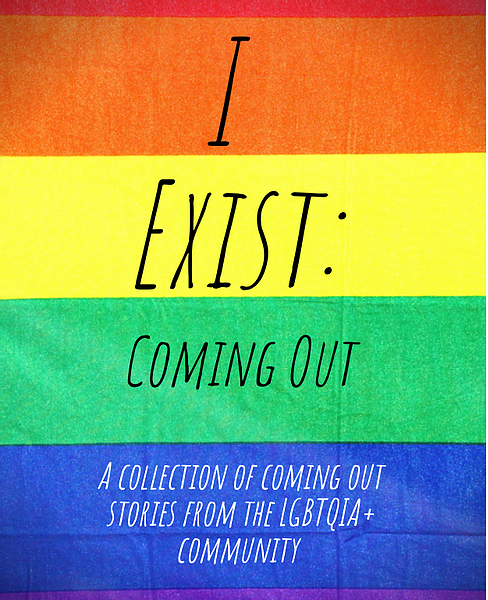 I
Exist:
Coming Out
A collection of coming out
stories from the LGBTQIA+
community